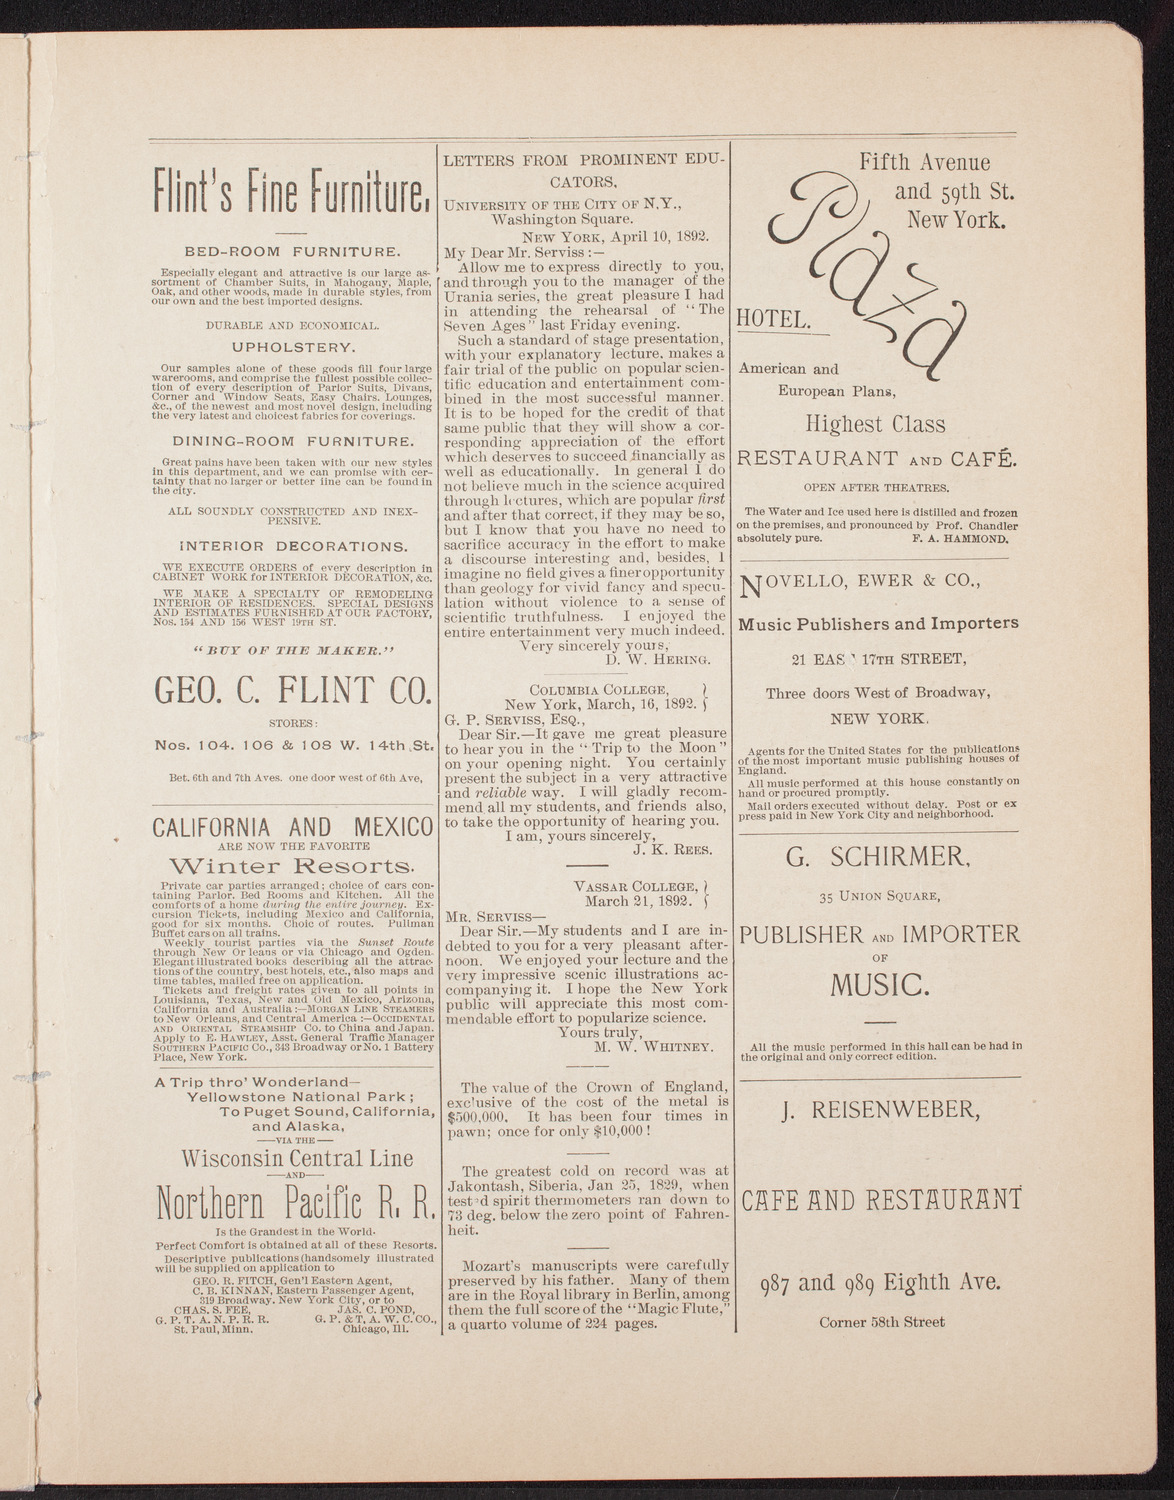 Flint's Fine Furniture.
BED-ROOM FURNITURE.
Especially elegant and attractive is our large as-
sortment of Chamber Suits, in Mahogany, Maple,
Oak, and other woods, made in durable styles, from
our own and the best imported designs.
DURABLE AND ECONOMICAL.
UPHOLSTERY.
Our samples alone of these goods fill four large
warerooms, and comprise the fullest possible collec-
tion of every description of Parlor Suits, Divans,
Corner and Window Seats, Easy Chairs. Lounges,
&c., of the newest and most novel design, including
the very latest and choicest fabrics for coverings.
DINING-ROOM FURNITURE.
Great pains have been taken with our new styles
in this department, and we can promise with cer-
tainty that no larger or better line can be found in
the city.
ALL SOUNDLY CONSTRUCTED AND INEX-
PENSIVE.
INTERIOR DECORATIONS.
WE EXECUTE ORDERS of every description in
CABINET WORK for INTERIOR DECORATION, &c.
WE MAKE A SPECIALTY OF REMODELING
INTERIOR OF RESIDENCES. SPECIAL DESIGNS
AND ESTIMATES FURNISHED AT OUR FACTORY,
Nos. 154 AND 156 WEST 19TH ST.
"BUY OF THE MAKER."
GEO. C. FLINT CO.
STORES:
Nos. 104. 106 & 108 W. 14th St.
Bet. 6th and 7th Aves. one door west of 6th Ave,
CALIFORNIA AND MEXICO
ARE NOW THE FAVORITE
Winter Resorts.
Private car parties arranged; choice of cars con-
taining Parlor, Bed Rooms and Kitchen. All the
comforts of a home during the entire journey. Ex-
cursion Tickets, including Mexico and California,
good for six months. Choic of routes. Pullman
Buffet cars on all trains.
Weekly tourist parties via the Sunset Route
through New Orleans or via Chicago and Ogden.
Elegant illustrated books describing all the attrac-
tions of the country, best hotels, etc., also maps and
time tables, mailed free on application.
Tickets and freight rates given to all points in
Louisiana, Texas, New and Old Mexico, Arizona,
California and Australia:—MORGAN LINE STEAMERS
to New Orleans, and Central America:—OCCIDENTAL
AND ORIENTAL STEAMSHIP Co. to China and Japan.
Apply to E. HAWLEY, Asst. General Traffic Manager
SOUTHERN PACIFIC Co., 343 Broadway or No. 1 Battery
Place, New York.
A Trip thro' Wonderland—
Yellowstone National Park;
To Puget Sound, California,
and Alaska,
—VIA THE—
Wisconsin Central Line
—AND—
Northern Pacific R. R.
Is the Grandest in the World.
Perfect Comfort is obtained at all of these Resorts.
Descriptive publications (handsomely illustrated
will be supplied on application to
GEO. R. FITCH, Gen'l Eastern Agent,
C. B. KINNAN, Eastern Passenger Agent,
319 Broadway, New York City, or to
CHAS. S. FEE, JAS. C. POND,
G. P. T. A. N. P. R. R. G. P. & T, A. W. C. CO.,
St. Paul, Minn. Chicago, Ill.
LETTERS FROM PROMINENT EDU-
CATORS.
UNIVERSITY OF THE CITY OF N.Y.,
Washington Square.
NEW YORK, April 10, 1892.
My Dear Mr. Serviss:—
Allow me to express directly to you,
and through you to the manager of the
Urania series, the great pleasure I had
in attending the rehearsal of "The
Seven Ages" last Friday evening.
Such a standard of stage presentation,
with your explanatory lecture, makes a
fair trial of the public on popular scien-
tific education and entertainment com-
bined in the most successful manner.
It is to be hoped for the credit of that
same public that they will show a cor-
responding appreciation of the effort
which deserves to succeed financially as
well as educationally. In general I do
not believe much in the science acquired
through lectures, which are popular first
and after that correct, if they may be so,
but I know that you have no need to
sacrifice accuracy in the effort to make
a discourse interesting and, besides, I
imagine no field gives a finer opportunity
than geology for vivid fancy and specu-
lation without violence to a sense of
scientific truthfulness. I enjoyed the
entire entertainment very much indeed.
Very sincerely yours,
D. W. HERING.
COLUMBIA COLLEGE, }
New York, March, 16, 1892. }
G. P. SERVISS, ESQ.,
Dear Sir.—It gave me great pleasure
to hear you in the "Trip to the Moon"
on your opening night. You certainly
present the subject in a very attractive
and reliable way. I will gladly recom-
mend all my students, and friends also,
to take the opportunity of hearing you.
I am, yours sincerely,
J. K. REES.
VASSAR COLLEGE, }
March 21, 1892. }
MR. SERVISS—
Dear Sir.—My students and I are in-
debted to you for a very pleasant after-
noon. We enjoyed your lecture and the
very impressive scenic illustrations ac-
companying it. I hope the New York
public will appreciate this most com-
mendable effort to popularize science.
Yours truly,
M. W. WHITNEY.
The value of the Crown of England,
exclusive of the cost of the metal is
$500,000. It has been four times in
pawn; once for only $10,000!
The greatest cold on record was at
Jakontash, Siberia, Jan 25, 1829, when
tested spirit thermometers ran down to
73 deg. below the zero point of Fahren-
heit.
Mozart's manuscripts were carefully
preserved by his father. Many of them
are in the Royal library in Berlin, among
them the full score of the "Magic Flute,"
a quarto volume of 224 pages.
Fifth Avenue
and 59th St.
New York.
Plaza
HOTEL.
American and
European Plans,
Highest Class
RESTAURANT AND CAFÉ.
OPEN AFTER THEATRES.
The Water and Ice used here is distilled and frozen
on the premises, and pronounced by Prof. Chandler
absolutely pure. F. A. HAMMOND.
NOVELLO, EWER & CO.,
Music Publishers and Importers
21 EAS 17TH STREET,
Three doors West of Broadway,
NEW YORK.
Agents for the United States for the publications
of the most important music publishing houses of
England.
All music performed at this house constantly on
hand or procured promptly.
Mail orders executed without delay. Post or ex
press paid in New York City and neighborhood.
G. SCHIRMER,
35 UNION SQUARE,
PUBLISHER AND IMPORTER
OF
MUSIC.
All the music performed in this hall can be had in
the original and only correct edition.
J. REISENWEBER,
CAFE AND RESTAURANT
987 and 989 Eighth Ave.
Corner 58th Street